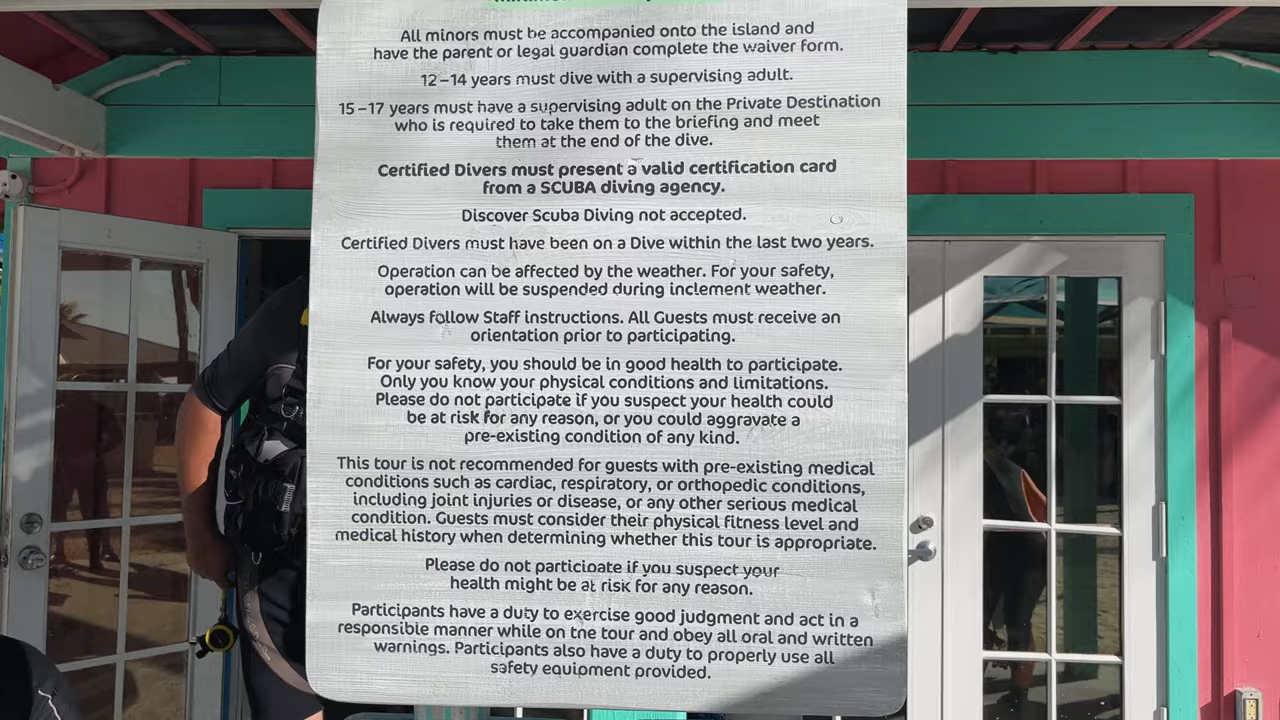 All minors must be accompanied onto the island and
have the parent or legal guardian complete the waiver form.
12–14 years must dive with a supervising adult.
15–17 years must have a supervising adult on the Private Destination
who is required to take them to the briefing and meet
them at the end of the dive.
Certified Divers must present a valid certification card
from a SCUBA diving agency.
Discover Scuba Diving not accepted.
Certified Divers must have been on a Dive within the last two years.
Operation can be affected by the weather. For your safety,
operation will be suspended during inclement weather.
Always follow Staff instructions. All Guests must receive an
orientation prior to participating.
For your safety, you should be in good health to participate.
Only you know your physical conditions and limitations.
Please do not participate if you suspect your health could
be at risk for any reason, or you could aggravate a
pre-existing condition of any kind.
This tour is not recommended for guests with pre-existing medical
conditions such as cardiac, respiratory, or orthopedic conditions,
including joint injuries or disease, or any other serious medical
condition. Guests must consider their physical fitness level and
medical history when determining whether this tour is appropriate.
Please do not participate if you suspect your
health might be at risk for any reason.
Participants have a duty to exercise good judgment and act in a
responsible manner while on the tour and obey all oral and written
warnings. Participants also have a duty to properly use all
safety equipment provided.